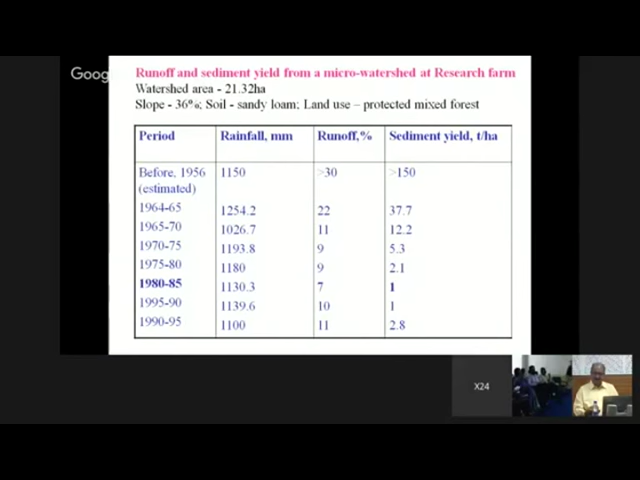 Goog
Runoff and sediment yield from a micro-watershed at Research farm
Watershed area - 21.32ha
Slope - 36%; Soil - sandy loam; Land use – protected mixed forest
Period Rainfall, mm Runoff,% Sediment yield, t/ha
Before, 1956 1150 >30 >150
(estimated)
1964-65 1254.2 22 37.7
1965-70 1026.7 11 12.2
1970-75 1193.8 9 5.3
1975-80 1180 9 2.1
1980-85 1130.3 7 1
1995-90 1139.6 10 1
1990-95 1100 11 2.8
X24